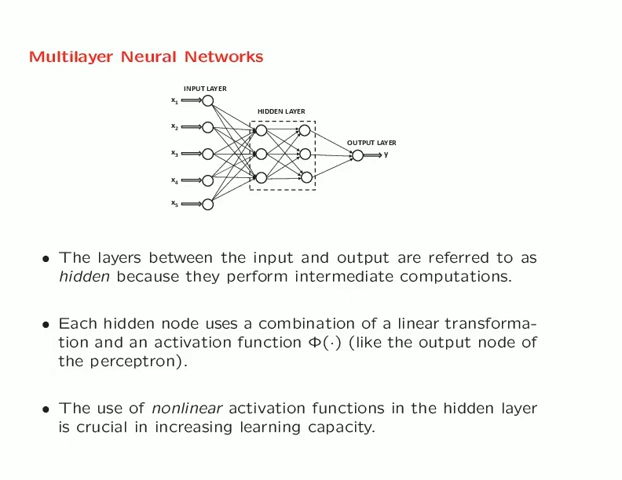 Multilayer Neural Networks
INPUT LAYER
x1
HIDDEN LAYER
x2
OUTPUT LAYER
x3
y
x4
x5
• The layers between the input and output are referred to as
hidden because they perform intermediate computations.
• Each hidden node uses a combination of a linear transforma-
tion and an activation function Φ(·) (like the output node of
the perceptron).
• The use of nonlinear activation functions in the hidden layer
is crucial in increasing learning capacity.